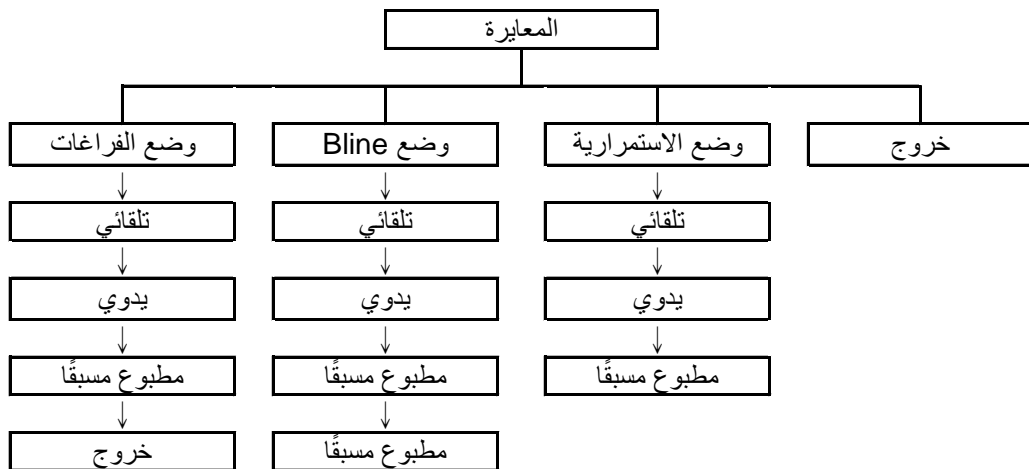 المعايرة
وضع الفراغات
وضع Bline
وضع الاستمرارية
خروج
تلقائي
تلقائي
تلقائي
يدوي
يدوي
يدوي
مطبوع مسبقًا
مطبوع مسبقًا
مطبوع مسبقًا
خروج
مطبوع مسبقًا